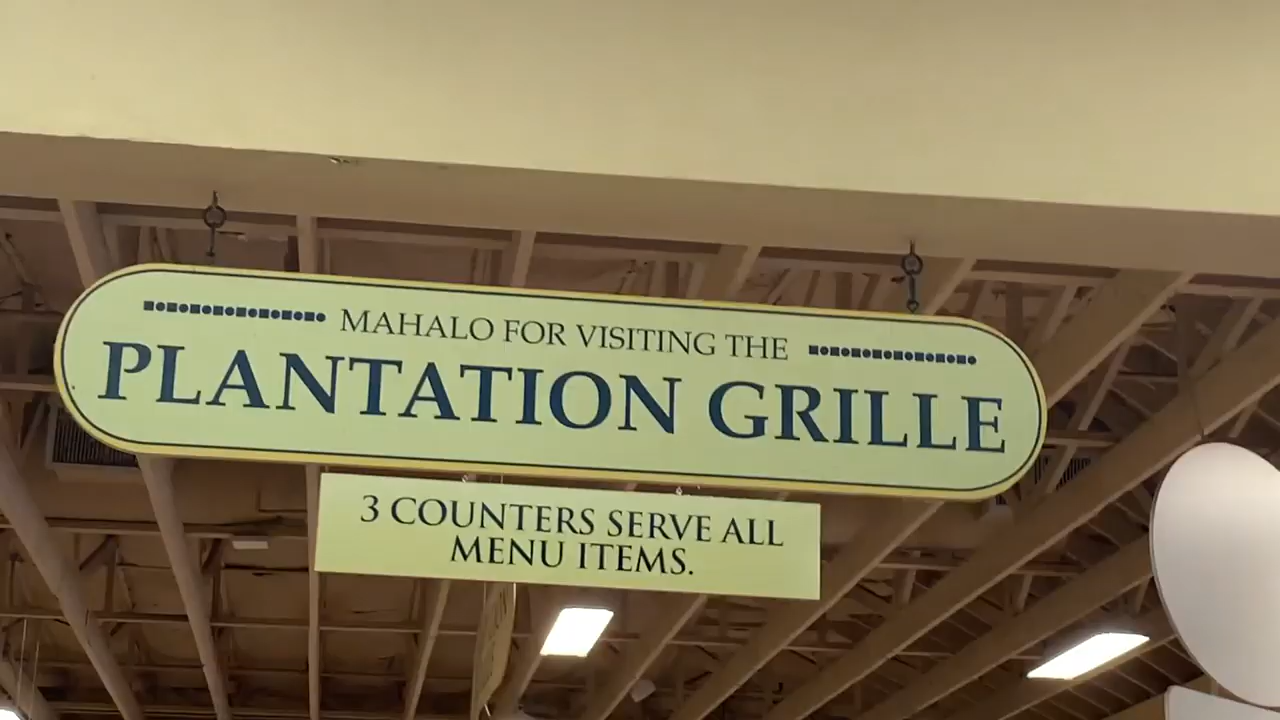 MAHALO FOR VISITING THE
PLANTATION GRILLE
3 COUNTERS SERVE ALL
MENU ITEMS.